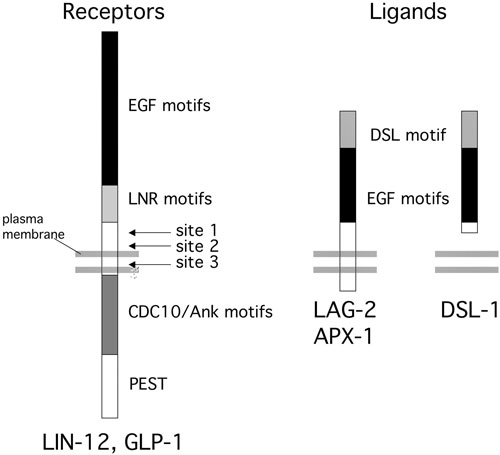 Receptors
Ligands
EGF motifs
LNR motifs
plasma
membrane
site 1
site 2
site 3
CDC10/Ank motifs
PEST
LIN-12, GLP-1
DSL motif
EGF motifs
LAG-2
APX-1
DSL-1